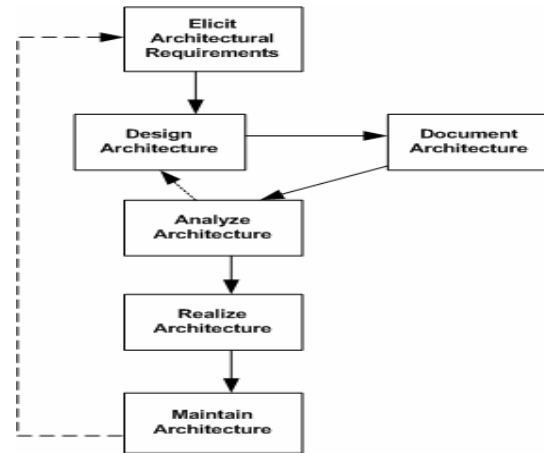 Elicit
Architectural
Requirements
Design
Architecture
Document
Architecture
Analyze
Architecture
Realize
Architecture
Maintain
Architecture